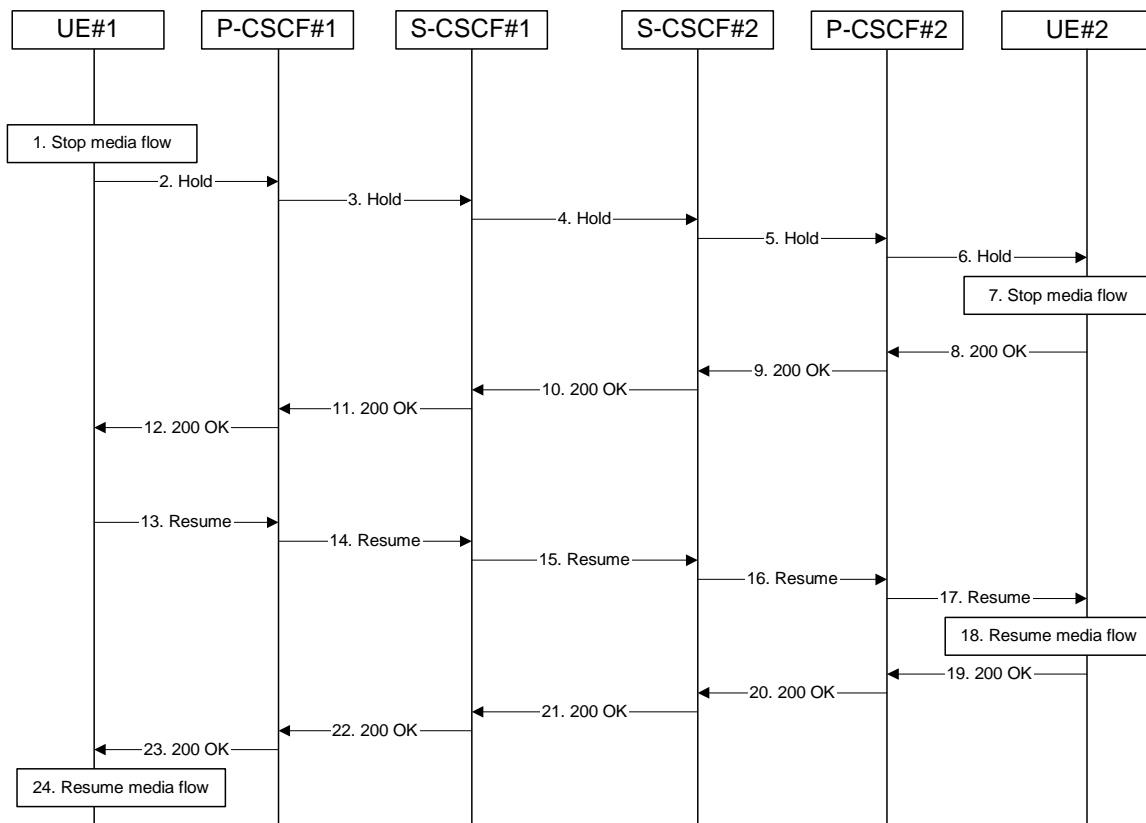 UE#1
P-CSCF#1
S-CSCF#1
S-CSCF#2
P-CSCF#2
UE#2
1. Stop media flow
2. Hold
3. Hold
4. Hold
5. Hold
6. Hold
7. Stop media flow
8. 200 OK
9. 200 OK
10. 200 OK
11. 200 OK
12. 200 OK
13. Resume
14. Resume
15. Resume
16. Resume
17. Resume
18. Resume media flow
19. 200 OK
20. 200 OK
21. 200 OK
22. 200 OK
23. 200 OK
24. Resume media flow